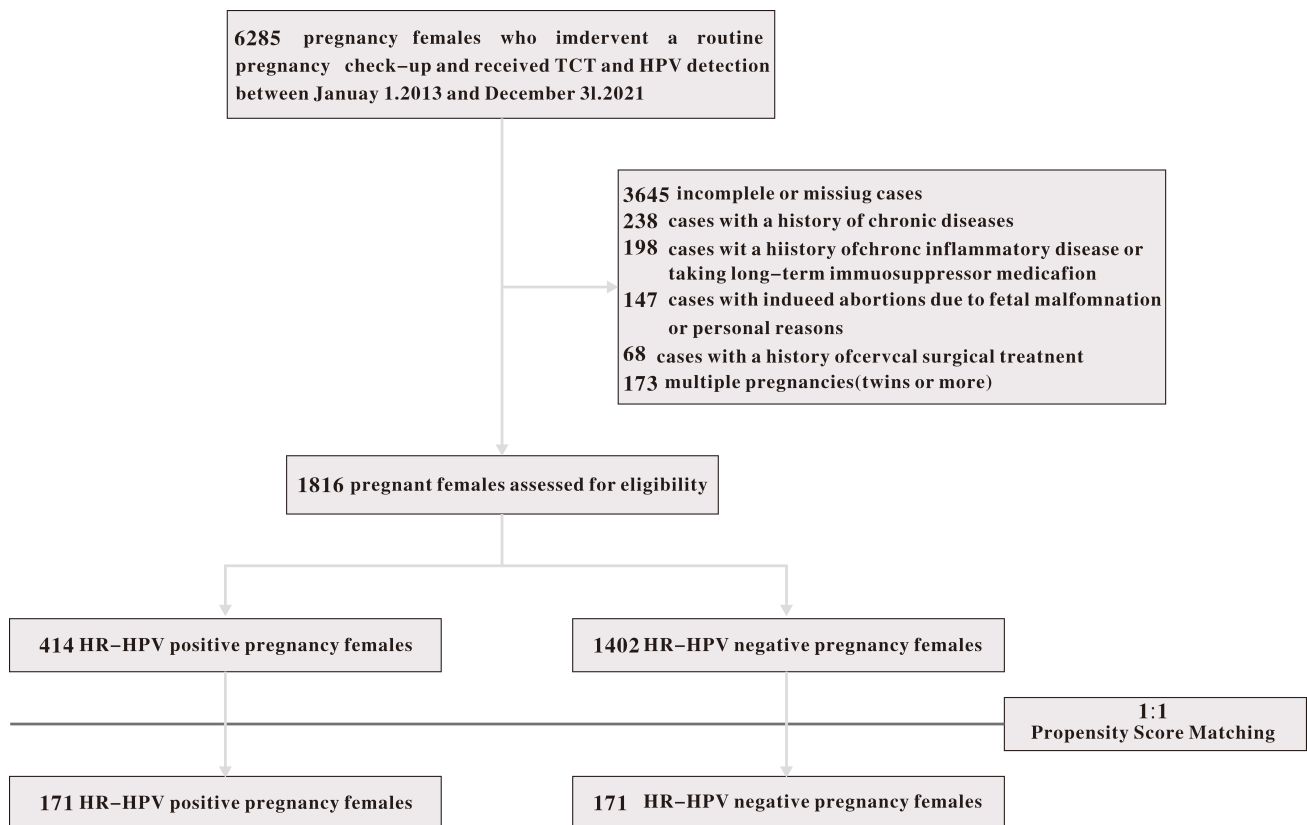 6285 pregnancy females who imdervent a routine
pregnancy check-up and received TCT and HPV detection
between Januay 1.2013 and December 3l.2021
3645 incomplele or missiug cases
238 cases with a history of chronic diseases
198 cases wit a hiistory ofchronc inflammatory disease or
taking long-term immuosuppressor medicafion
147 cases with indueed abortions due to fetal malfomnation
or personal reasons
68 cases with a history ofcervcal surgical treatnent
173 multiple pregnancies(twins or more)
1816 pregnant females assessed for eligibility
414 HR-HPV positive pregnancy females
1402 HR-HPV negative pregnancy females
1:1
Propensity Score Matching
171 HR-HPV positive pregnancy females
171 HR-HPV negative pregnancy females